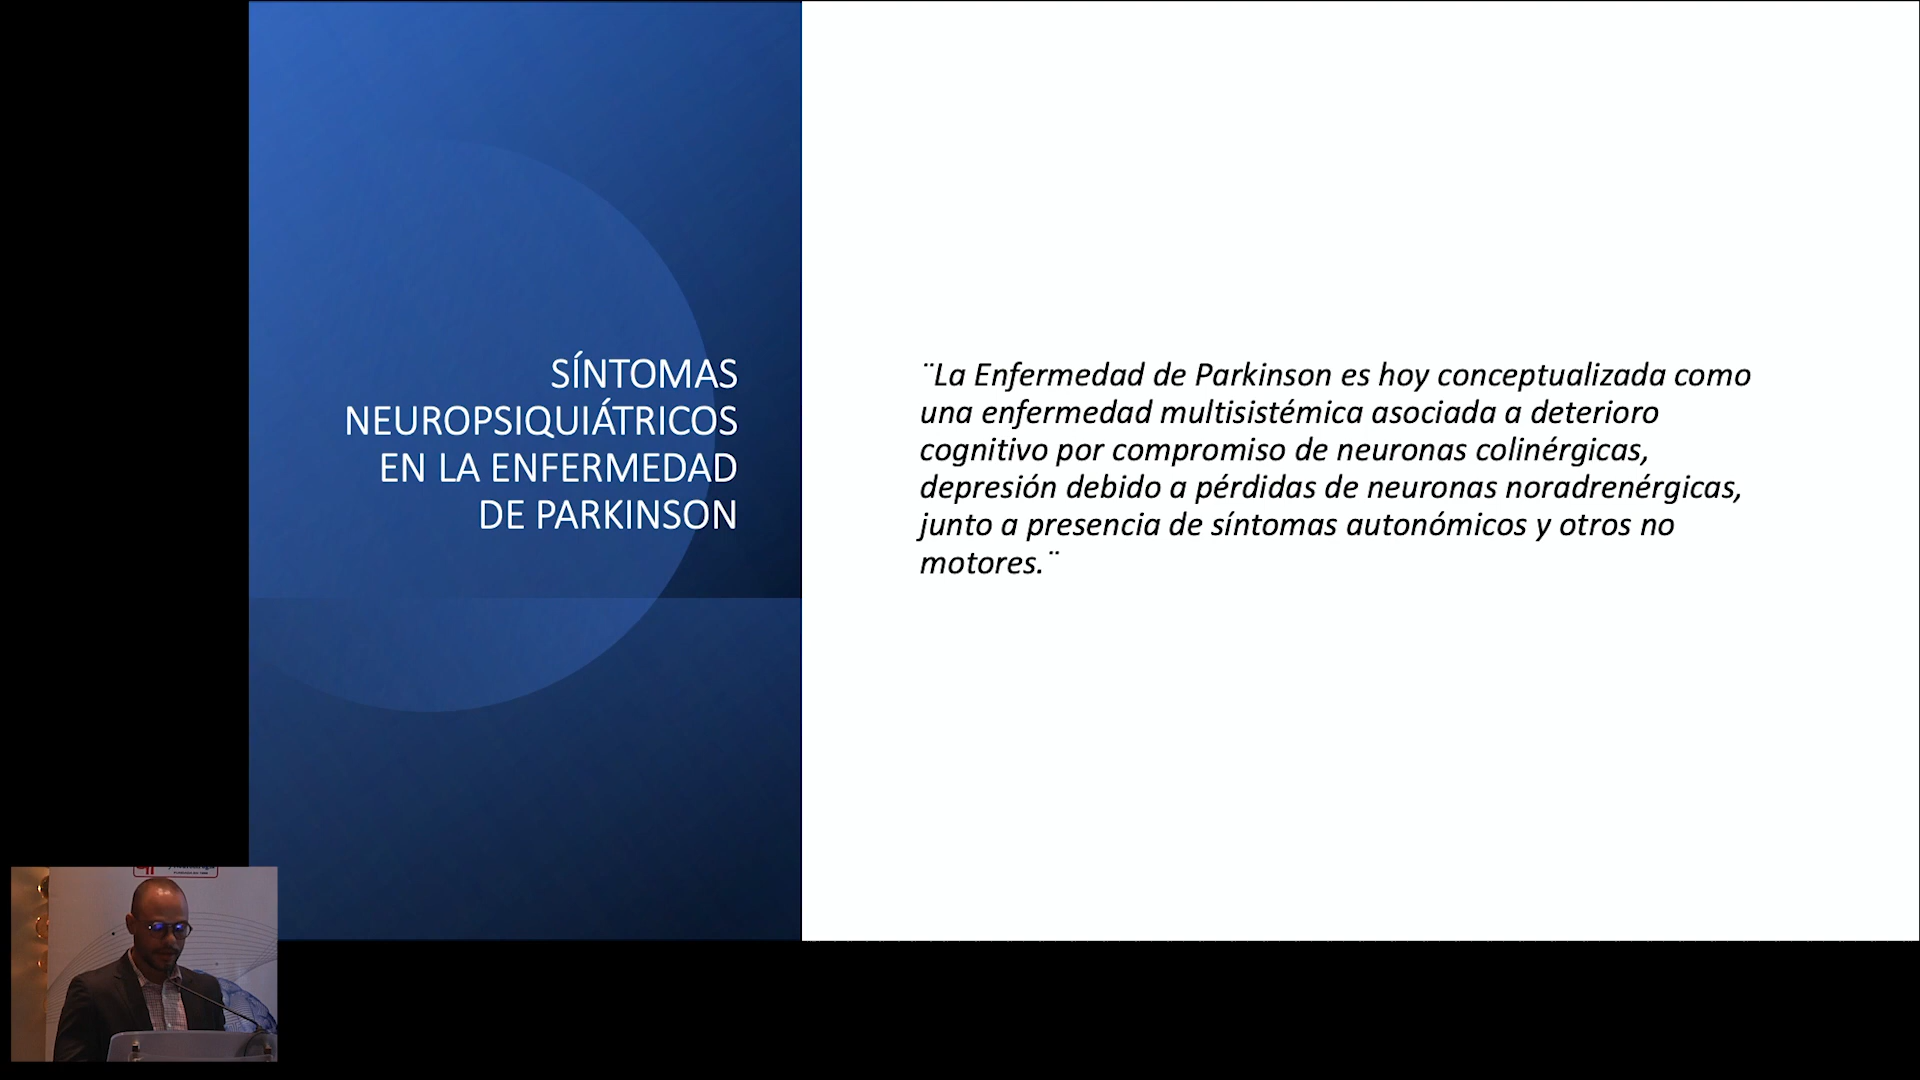 SÍNTOMAS
NEUROPSIQUIÁTRICOS
EN LA ENFERMEDAD
DE PARKINSON
¨La Enfermedad de Parkinson es hoy conceptualizada como
una enfermedad multisistémica asociada a deterioro
cognitivo por compromiso de neuronas colinérgicas,
depresión debido a pérdidas de neuronas noradrenérgicas,
junto a presencia de síntomas autonómicos y otros no
motores.¨